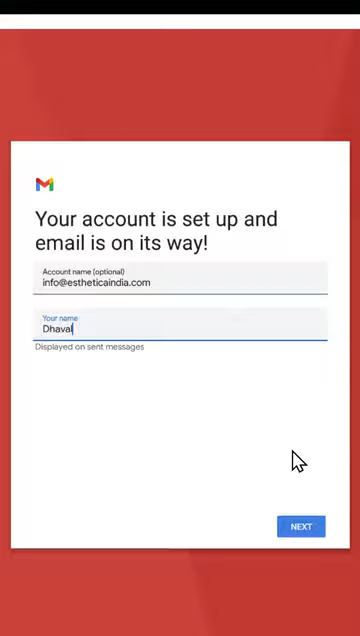 Your account is set up and
email is on its way!
Account name (optional)
info@estheticaindia.com
Your name
Dhaval
Displayed on sent messages
NEXT